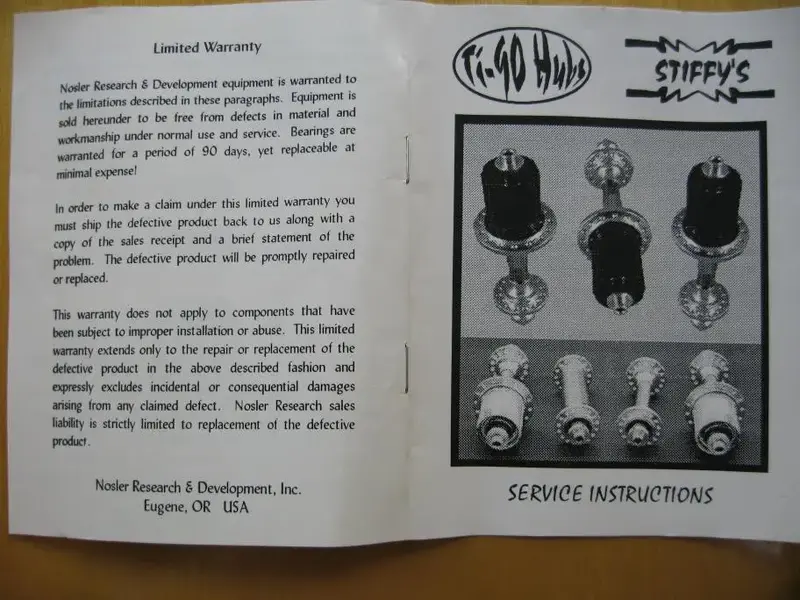 Limited Warranty
Nosler Research & Development equipment is warranted to
the limitations described in these paragraphs. Equipment is
sold hereunder to be free from defects in material and
workmanship under normal use and service. Bearings are
warranted for a period of 90 days, yet replaceable at
minimal expense!
In order to make a claim under this limited warranty you
must ship the defective product back to us along with a
copy of the sales receipt and a brief statement of the
problem. The defective product will be promptly repaired
or replaced.
This warranty does not apply to components that have
been subject to improper installation or abuse. This limited
warranty extends only to the repair or replacement of the
defective product in the above described fashion and
expressly excludes incidental or consequential damages
arising from any claimed defect. Nosler Research sales
liability is strictly limited to replacement of the defective
product.
Nosler Research & Development, Inc.
Eugene, OR USA
Ti-GO Hubs
STIFFY'S
SERVICE INSTRUCTIONS